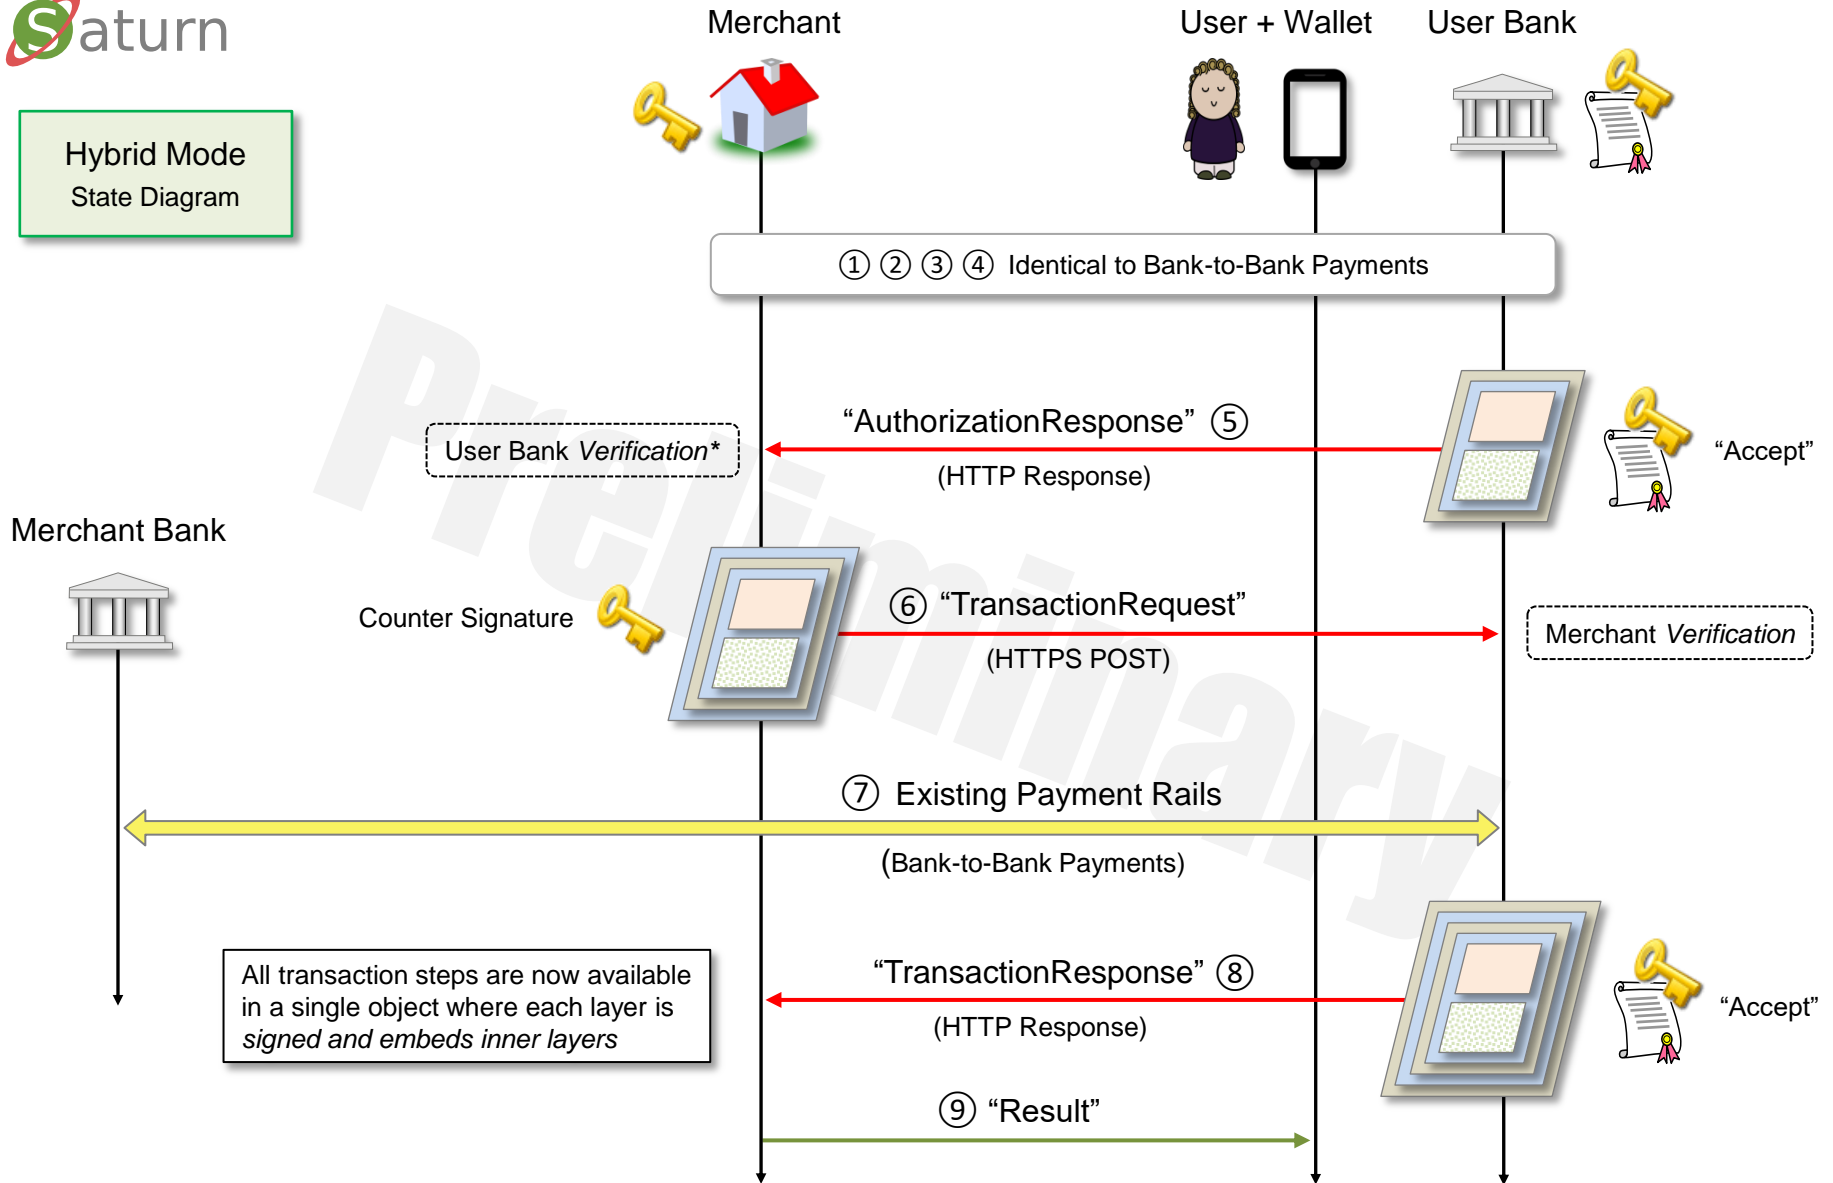 Saturn
Merchant
User + Wallet
User Bank
Hybrid Mode
State Diagram
① ② ③ ④ Identical to Bank-to-Bank Payments
Preliminary
“AuthorizationResponse” ⑤
(HTTP Response)
User Bank Verification*
“Accept”
Merchant Bank
Counter Signature
⑥ “TransactionRequest”
(HTTPS POST)
Merchant Verification
⑦ Existing Payment Rails
(Bank-to-Bank Payments)
All transaction steps are now available
in a single object where each layer is
signed and embeds inner layers
“TransactionResponse” ⑧
(HTTP Response)
“Accept”
⑨ “Result”